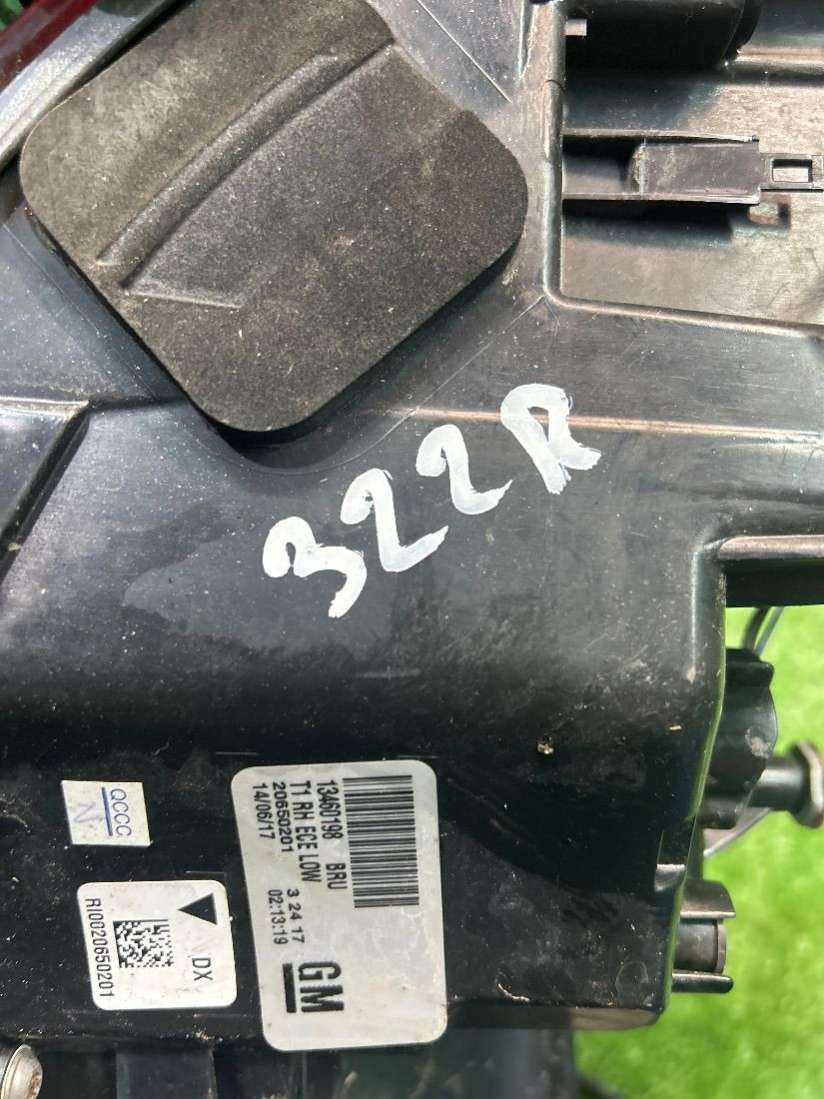 322R
QCCC
N
13460198 BRU
T1 RH ECE LOW
20650201 3 24 17
14/06/17 02:13:19
GM
DX
RI0020650201